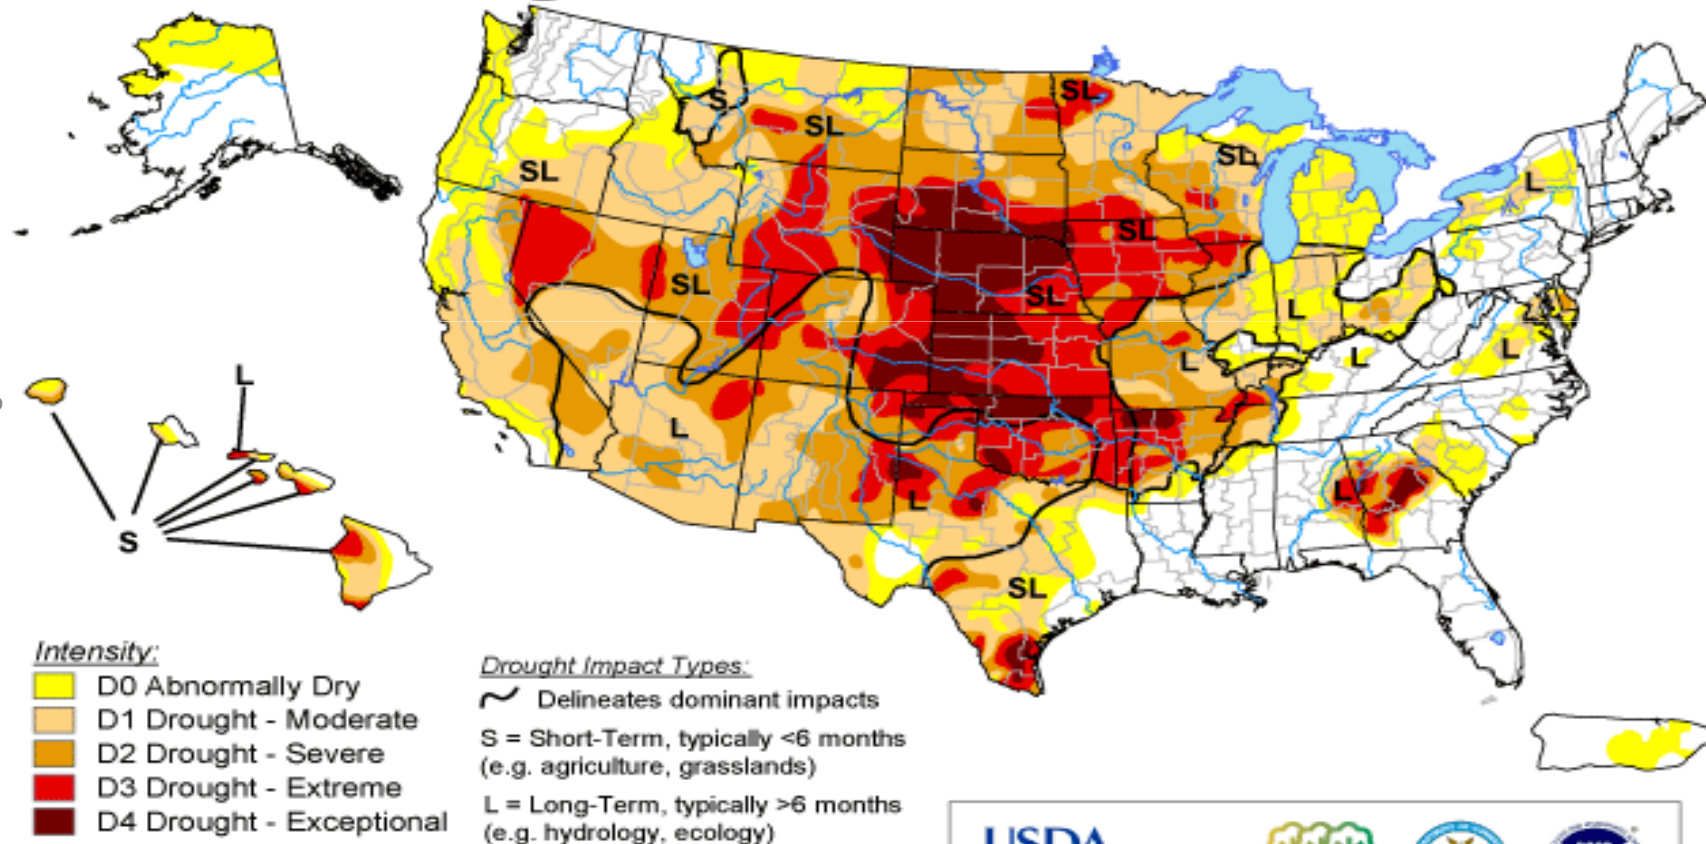 S
SL
SL
SL
SL
L
SL
SL
SL
L
L
L
L
L
L
L
SL
L
S
Intensity:
D0 Abnormally Dry
D1 Drought - Moderate
D2 Drought - Severe
D3 Drought - Extreme
D4 Drought - Exceptional
Drought Impact Types:
Delineates dominant impacts
S = Short-Term, typically <6 months
(e.g. agriculture, grasslands)
L = Long-Term, typically >6 months
(e.g. hydrology, ecology)
USDA